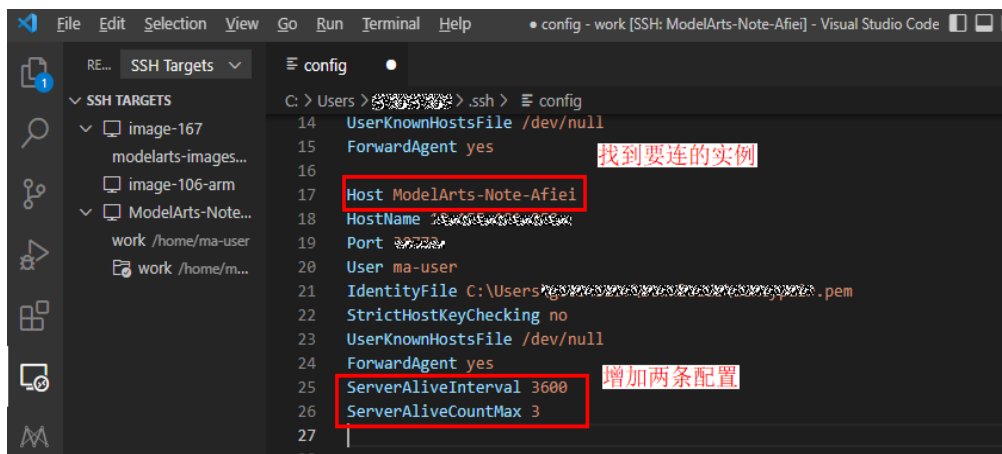 File Edit Selection View Go Run Terminal Help ● config - work [SSH: ModelArts-Note-Afiei] - Visual Studio Code
RE... SSH Targets
config
1
SSH TARGETS
C: > Users > > .ssh > config
image-167
modelarts-images...
image-106-arm
ModelArts-Note...
work /home/ma-user
work /home/m...
14 UserKnownHostsFile /dev/null
15 ForwardAgent yes
找到要连的实例
16
17 Host ModelArts-Note-Afiei
18 HostName
19 Port
20 User ma-user
21 IdentityFile C:\Users .pem
22 StrictHostKeyChecking no
23 UserKnownHostsFile /dev/null
24 ForwardAgent yes
增加两条配置
25 ServerAliveInterval 3600
26 ServerAliveCountMax 3
27